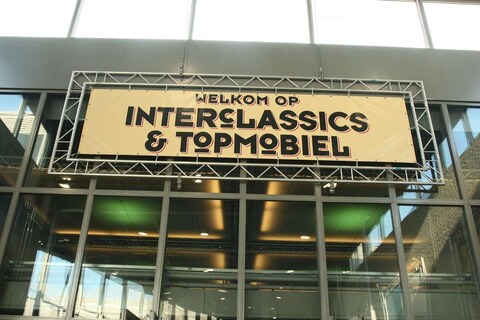 WELKOM OP
INTERCLASSICS
& TOPMOBIEL